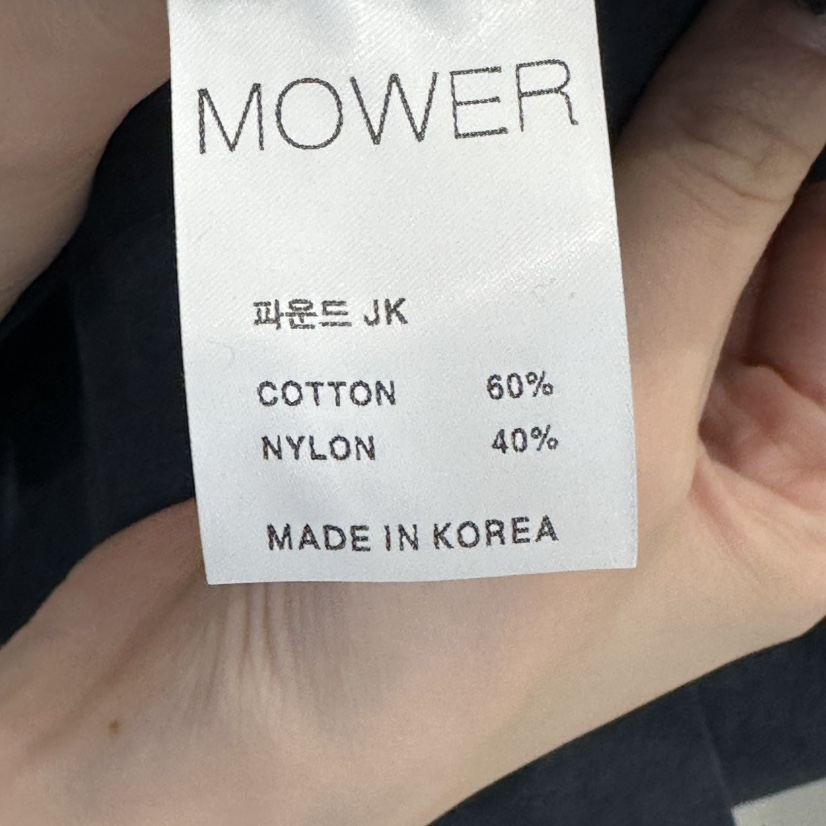 MOWER
파운드 JK
COTTON 60%
NYLON 40%
MADE IN KOREA